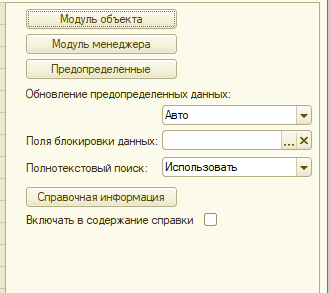 Модуль объекта
Модуль менеджера
Предопределенные
Обновление предопределенных данных:
Авто
Поля блокировки данных:
...
Полнотекстовый поиск: Использовать
Справочная информация
Включать в содержание справки